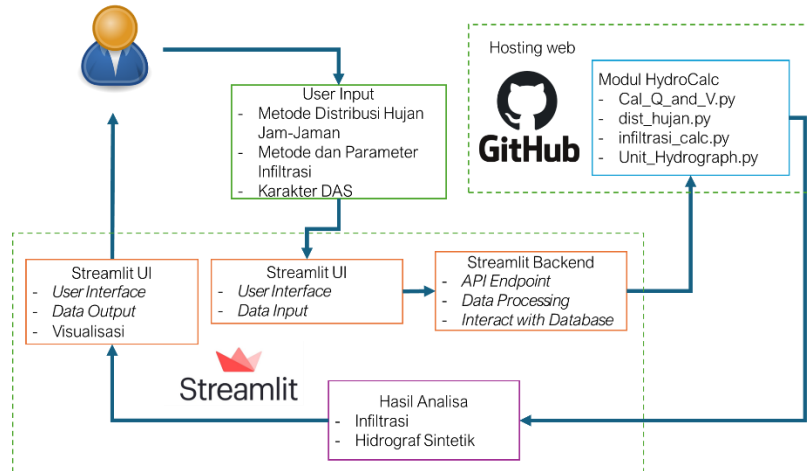 Hosting web
GitHub
Modul HydroCalc
- Cal_Q_and_V.py
- dist_hujan.py
- infiltrasi_calc.py
- Unit_Hydrograph.py
User Input
- Metode Distribusi Hujan
Jam-Jaman
- Metode dan Parameter
Infiltrasi
- Karakter DAS
Streamlit UI
- User Interface
- Data Output
- Visualisasi
Streamlit UI
- User Interface
- Data Input
Streamlit Backend
- API Endpoint
- Data Processing
- Interact with Database
Streamlit
Hasil Analisa
- Infiltrasi
- Hidrograf Sintetik